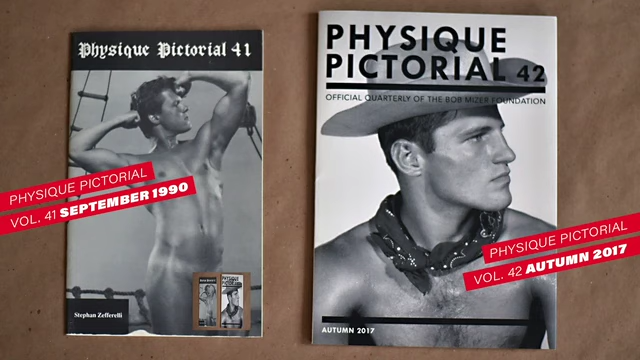 Physique Pictorial 41
PHYSIQUE PICTORIAL
VOL. 41 SEPTEMBER 1990
Stephan Zefferelli
PHYSIQUE
PICTORIAL 42
OFFICIAL QUARTERLY OF THE BOB MIZER FOUNDATION
PHYSIQUE PICTORIAL
VOL. 42 AUTUMN 2017
AUTUMN 2017